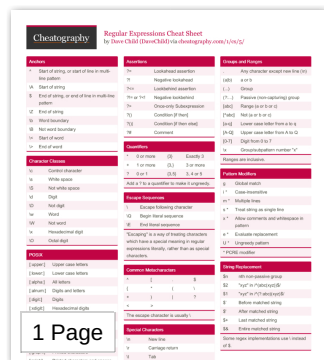 Cheatography
Regular Expressions Cheat Sheet
by Dave Child (DaveChild) via cheatography.com/1/cs/5/
Anchors
^ Start of string, or start of line in multi-
line pattern
\A Start of string
$ End of string, or end of line in multi-line
pattern
\Z End of string
\b Word boundary
\B Not word boundary
\< Start of word
\> End of word
Character Classes
\c Control character
\s White space
\S Not white space
\d Digit
\D Not digit
\w Word
\W Not word
\x Hexadecimal digit
\O Octal digit
POSIX
[:upper:] Upper case letters
[:lower:] Lower case letters
[:alpha:] All letters
[:alnum:] Digits and letters
[:digit:] Digits
[:xdigit:] Hexadecimal digits
1 Page
Assertions
?= Lookahead assertion
?! Negative lookahead
?<= Lookbehind assertion
?!= or ?<! Negative lookbehind
?> Once-only Subexpression
?() Condition [if then]
?()| Condition [if then else]
?# Comment
Quantifiers
* 0 or more {3} Exactly 3
+ 1 or more {3,} 3 or more
? 0 or 1 {3,5} 3, 4 or 5
Add a ? to a quantifier to make it ungreedy.
Escape Sequences
\ Escape following character
\Q Begin literal sequence
\E End literal sequence
"Escaping" is a way of treating characters
which have a special meaning in regular
expressions literally, rather than as special
characters.
Common Metacharacters
^ [ . $
{ * ( \
+ ) | ?
< >
The escape character is usually \
Special Characters
\n New line
\r Carriage return
\t Tab
Groups and Ranges
. Any character except new line (\n)
(a|b) a or b
(...) Group
(?:...) Passive (non-capturing) group
[abc] Range (a or b or c)
[^abc] Not (a or b or c)
[a-q] Lower case letter from a to q
[A-Q] Upper case letter from A to Q
[0-7] Digit from 0 to 7
\x Group/subpattern number "x"
Ranges are inclusive.
Pattern Modifiers
g Global match
i * Case-insensitive
m * Multiple lines
s * Treat string as single line
x * Allow comments and whitespace in
pattern
e * Evaluate replacement
U * Ungreedy pattern
* PCRE modifier
String Replacement
$n nth non-passive group
$2 "xyz" in /^(abc(xyz))$/
$1 "xyz" in /^(?:abc)(xyz)$/
$` Before matched string
$' After matched string
$+ Last matched string
$& Entire matched string
Some regex implementations use \ instead
of $.